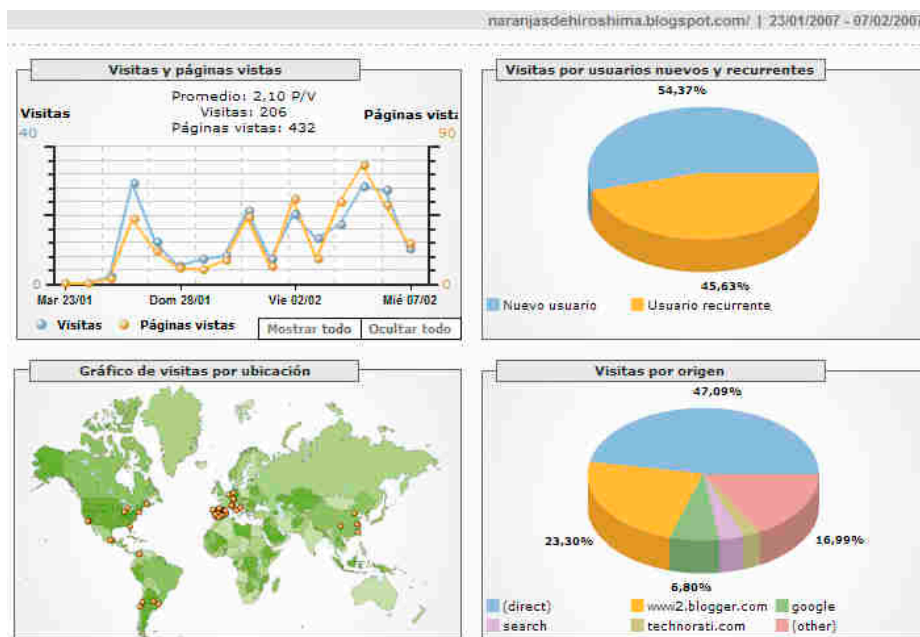 naranjasdehiroshima.blogspot.com/ | 23/01/2007 - 07/02/2007
Visitas y páginas vistas
Promedio: 2,10 P/V
Visitas: 206
Páginas vistas: 432
Visitas
Páginas vista
40
90
0
0
Mar 23/01
Dom 28/01
Vie 02/02
Mié 07/02
Visitas
Páginas vistas
Mostrar todo
Ocultar todo
Visitas por usuarios nuevos y recurrentes
54,37%
45,63%
Nuevo usuario
Usuario recurrente
Gráfico de visitas por ubicación
Visitas por origen
47,09%
23,30%
16,99%
6,80%
(direct)
www2.blogger.com
google
search
technorati.com
(other)